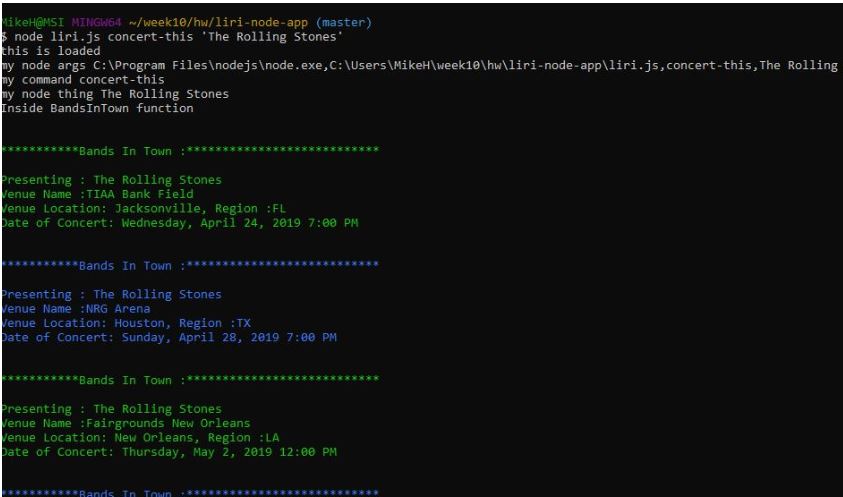 MikeH@MSI MINGW64 ~/week10/hw/liri-node-app (master)
$ node liri.js concert-this 'The Rolling Stones'
this is loaded
my node args C:\Program Files\nodejs\node.exe,C:\Users\MikeH\week10\hw\liri-node-app\liri.js,concert-this,The Rolling
my command concert-this
my node thing The Rolling Stones
Inside BandsInTown function
***********Bands In Town :***************************
Presenting : The Rolling Stones
Venue Name :TIAA Bank Field
Venue Location: Jacksonville, Region :FL
Date of Concert: Wednesday, April 24, 2019 7:00 PM
***********Bands In Town :***************************
Presenting : The Rolling Stones
Venue Name :NRG Arena
Venue Location: Houston, Region :TX
Date of Concert: Sunday, April 28, 2019 7:00 PM
***********Bands In Town :***************************
Presenting : The Rolling Stones
Venue Name :Fairgrounds New Orleans
Venue Location: New Orleans, Region :LA
Date of Concert: Thursday, May 2, 2019 12:00 PM
***********Bands In Town :***************************